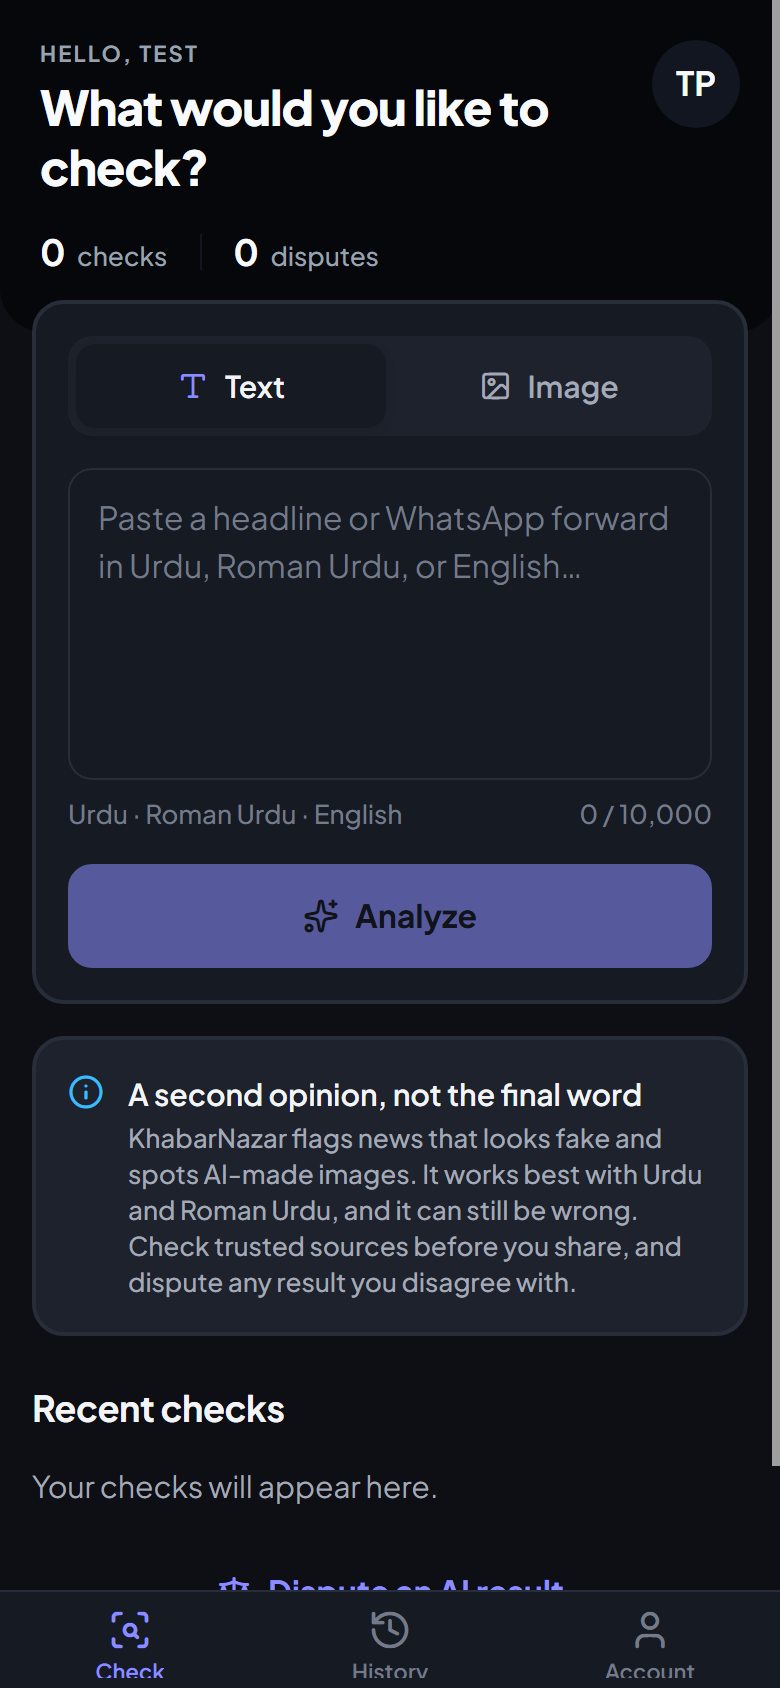 HELLO, TEST
What would you like to
check?
TP
0 checks
0 disputes
Text
Image
Paste a headline or WhatsApp forward
in Urdu, Roman Urdu, or English...
Urdu · Roman Urdu · English
0 / 10,000
Analyze
A second opinion, not the final word
KhabarNazar flags news that looks fake and
spots AI-made images. It works best with Urdu
and Roman Urdu, and it can still be wrong.
Check trusted sources before you share, and
dispute any result you disagree with.
Recent checks
Your checks will appear here.
Dispute an AI result
Check
History
Account